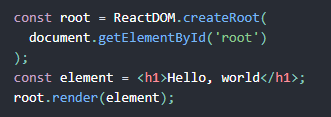 const root = ReactDOM.createRoot(
  document.getElementById('root')
);
const element = <h1>Hello, world</h1>;
root.render(element);